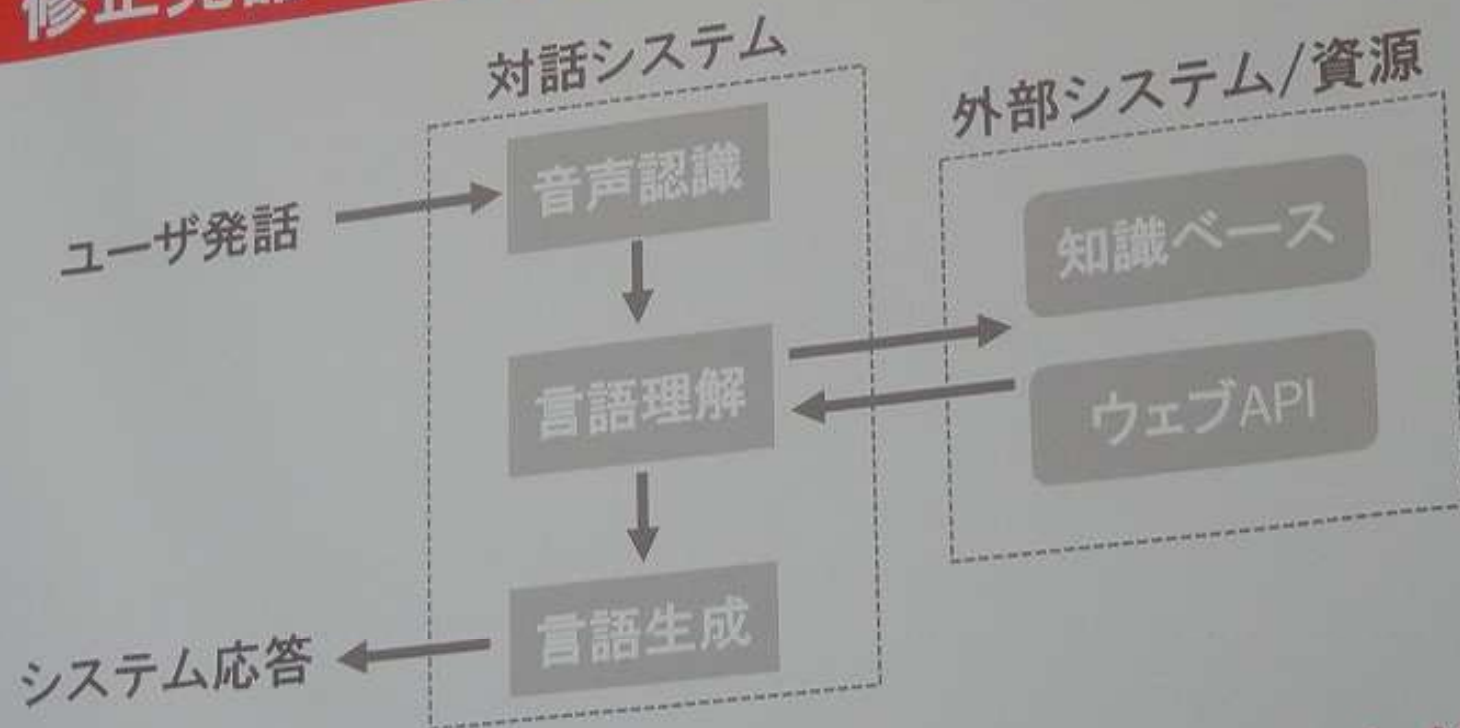 対話システム
外部システム/資源
ユーザ発話
音声認識
知識ベース
言語理解
ウェブAPI
言語生成
システム応答